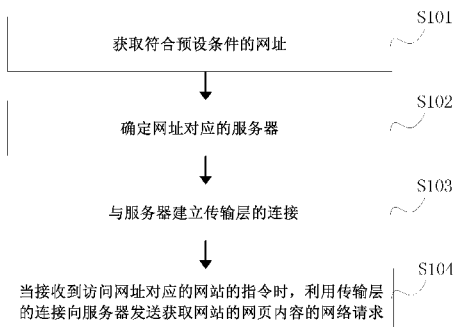 S101
获取符合预设条件的网址
S102
确定网址对应的服务器
S103
与服务器建立传输层的连接
S104
当接收到访问网址对应的网站的指令时，利用传输层
的连接向服务器发送获取网站的网页内容的网络请求